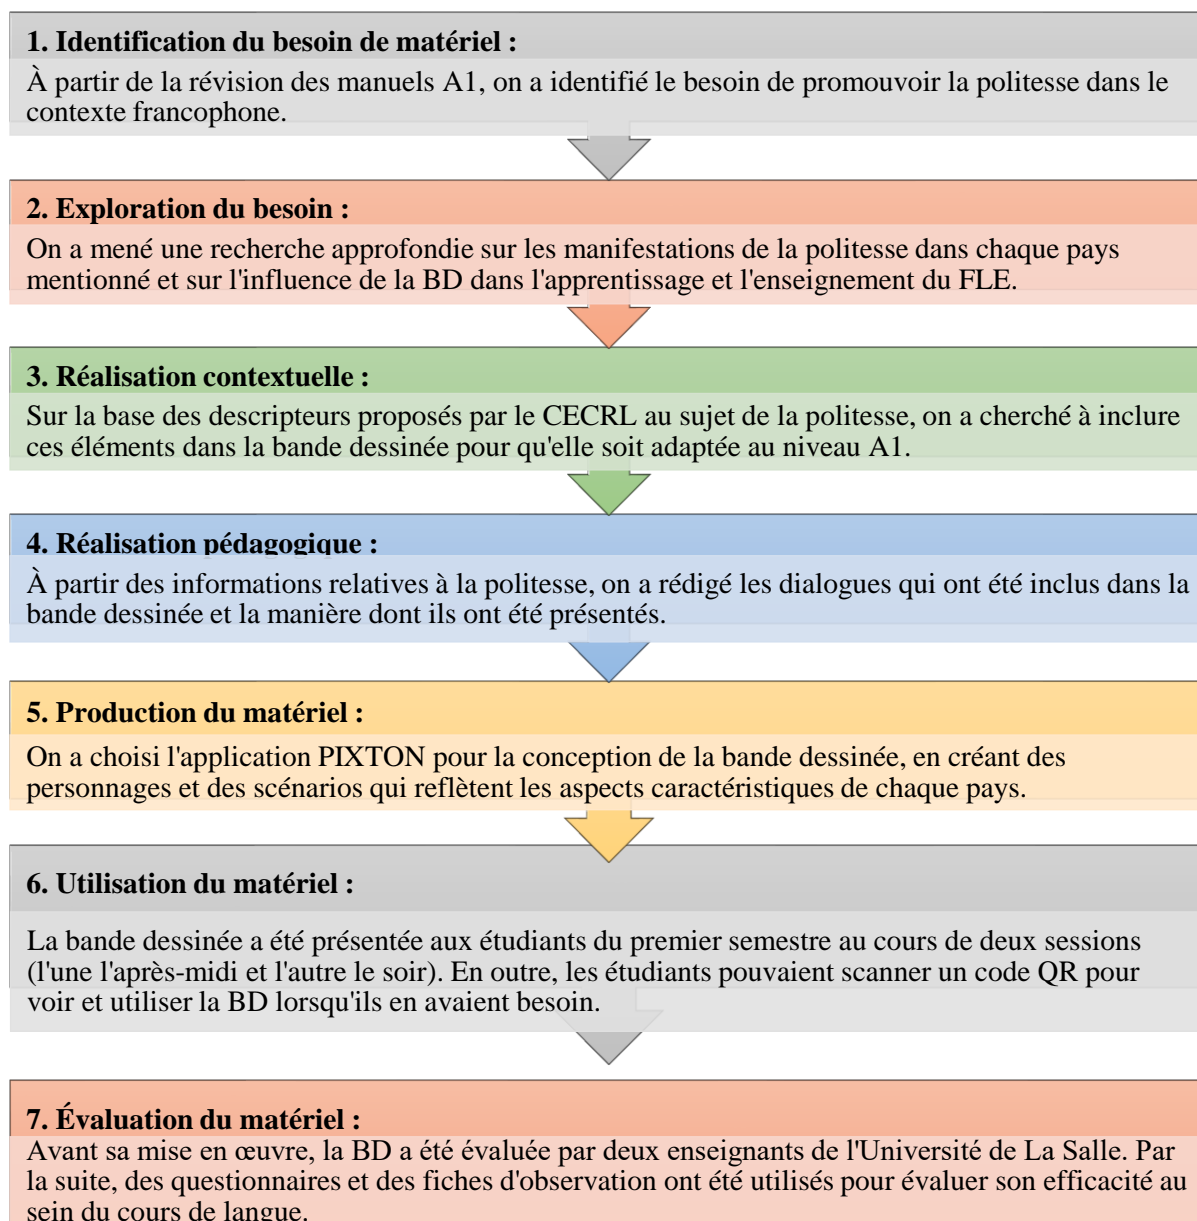 1. Identification du besoin de matériel :
À partir de la révision des manuels A1, on a identifié le besoin de promouvoir la politesse dans le
contexte francophone.
2. Exploration du besoin :
On a mené une recherche approfondie sur les manifestations de la politesse dans chaque pays
mentionné et sur l'influence de la BD dans l'apprentissage et l'enseignement du FLE.
3. Réalisation contextuelle :
Sur la base des descripteurs proposés par le CECRL au sujet de la politesse, on a cherché à inclure
ces éléments dans la bande dessinée pour qu'elle soit adaptée au niveau A1.
4. Réalisation pédagogique :
À partir des informations relatives à la politesse, on a rédigé les dialogues qui ont été inclus dans la
bande dessinée et la manière dont ils ont été présentés.
5. Production du matériel :
On a choisi l'application PIXTON pour la conception de la bande dessinée, en créant des
personnages et des scénarios qui reflètent les aspects caractéristiques de chaque pays.
6. Utilisation du matériel :
La bande dessinée a été présentée aux étudiants du premier semestre au cours de deux sessions
(l'une l'après-midi et l'autre le soir). En outre, les étudiants pouvaient scanner un code QR pour
voir et utiliser la BD lorsqu'ils en avaient besoin.
7. Évaluation du matériel :
Avant sa mise en œuvre, la BD a été évaluée par deux enseignants de l'Université de La Salle. Par
la suite, des questionnaires et des fiches d'observation ont été utilisés pour évaluer son efficacité au
sein du cours de langue.